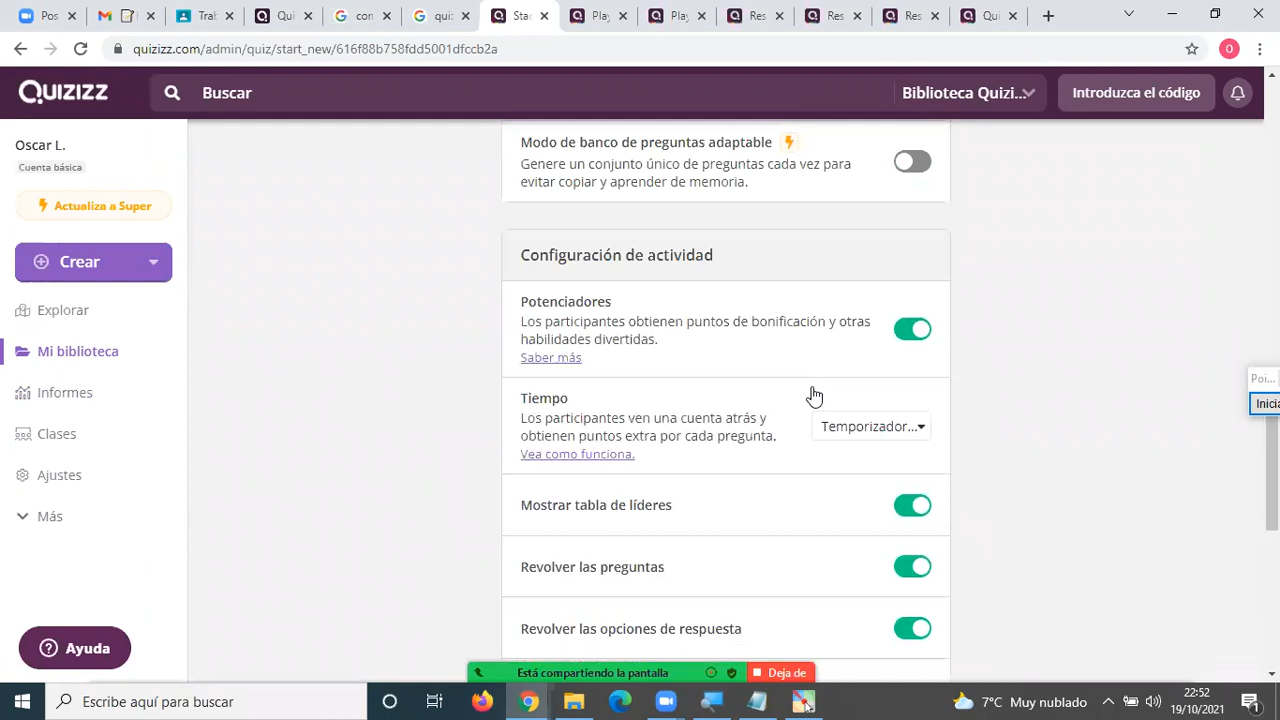 Pos
Tra
Qui
con
quiz
Sta
Play
Play
Res
Res
Res
Qui
quizizz.com/admin/quiz/start_new/616f88b758fdd5001dfccb2a
O
QUIZIZZ
Buscar
Biblioteca Quizi...
Introduzca el código
Oscar L.
Cuenta básica
Actualiza a Super
Crear
Explorar
Mi biblioteca
Informes
Clases
Ajustes
Más
Ayuda
Modo de banco de preguntas adaptable
Genere un conjunto único de preguntas cada vez para
evitar copiar y aprender de memoria.
Configuración de actividad
Potenciadores
Los participantes obtienen puntos de bonificación y otras
habilidades divertidas.
Saber más
Tiempo
Los participantes ven una cuenta atrás y
obtienen puntos extra por cada pregunta.
Vea como funciona.
Temporizador...
Mostrar tabla de líderes
Revolver las preguntas
Revolver las opciones de respuesta
Poi...
Inicia
Está compartiendo la pantalla
Deja de
Escribe aquí para buscar
7°C Muy nublado
22:52
19/10/2021
1